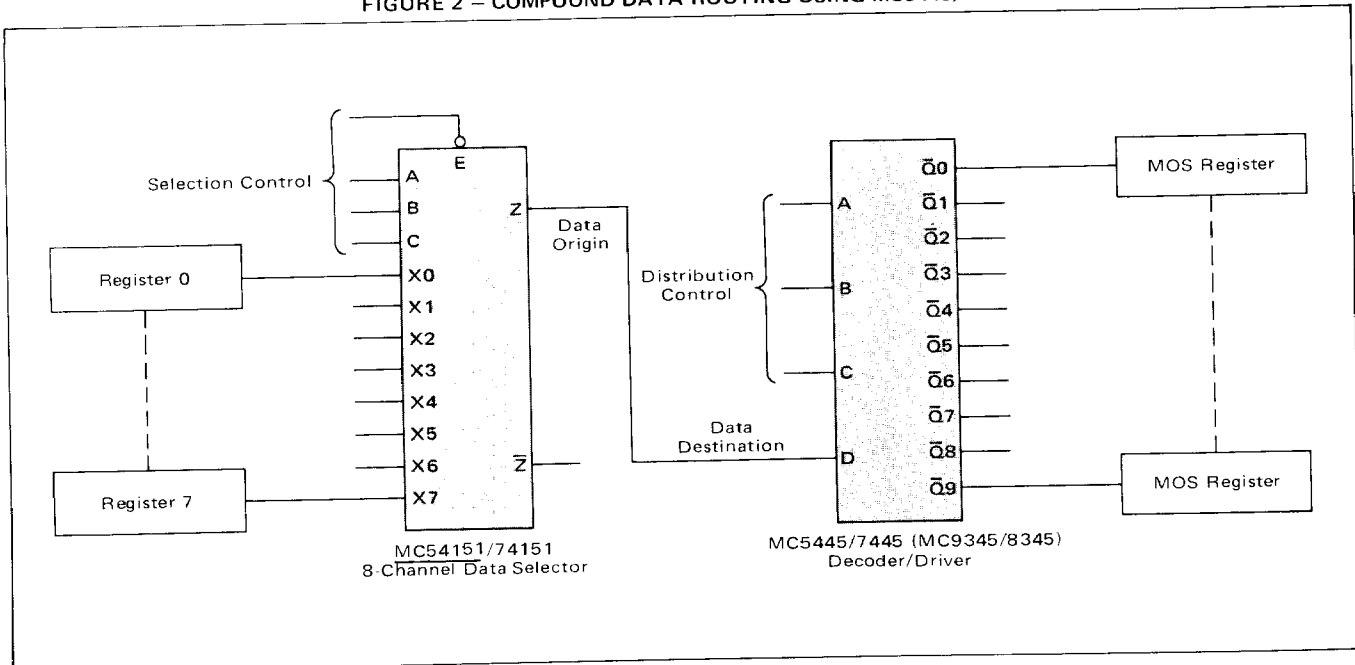 FIGURE 2 – COMPOUND DATA ROUTING USING
Selection Control
E
A
B
C
X0
X1
X2
X3
X4
X5
X6
X7
Z
Z̅
Register 0
Register 7
MC54151/74151
8-Channel Data Selector
Data
Origin
Distribution
Control
Data
Destination
A
B
C
D
Q̅0
Q̅1
Q̅2
Q̅3
Q̅4
Q̅5
Q̅6
Q̅7
Q̅8
Q̅9
MC5445/7445 (MC9345/8345)
Decoder/Driver
MOS Register
MOS Register